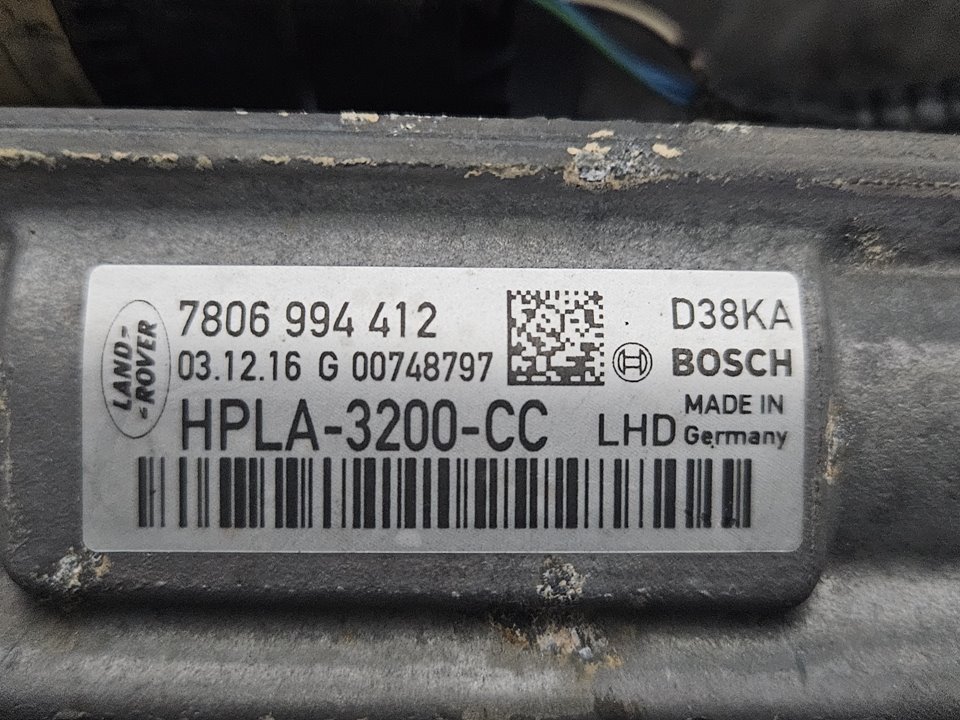 LAND-
-ROVER
7806 994 412
03.12.16 G 00748797
HPLA-3200-CC
LHD
D38KA
BOSCH
MADE IN
Germany